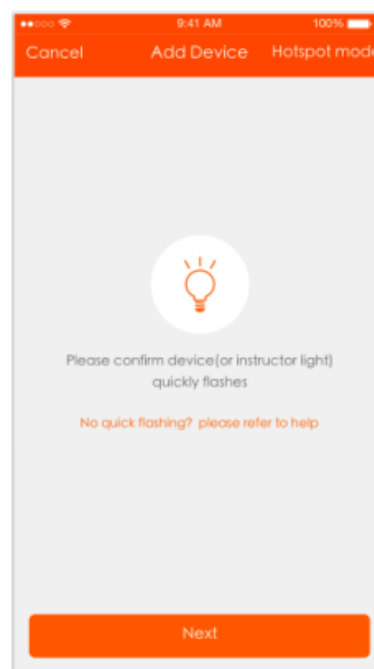 9:41 AM 100%
Cancel Add Device Hotspot mode
Please confirm device(or instructor light)
quickly flashes
No quick flashing? please refer to help
Next